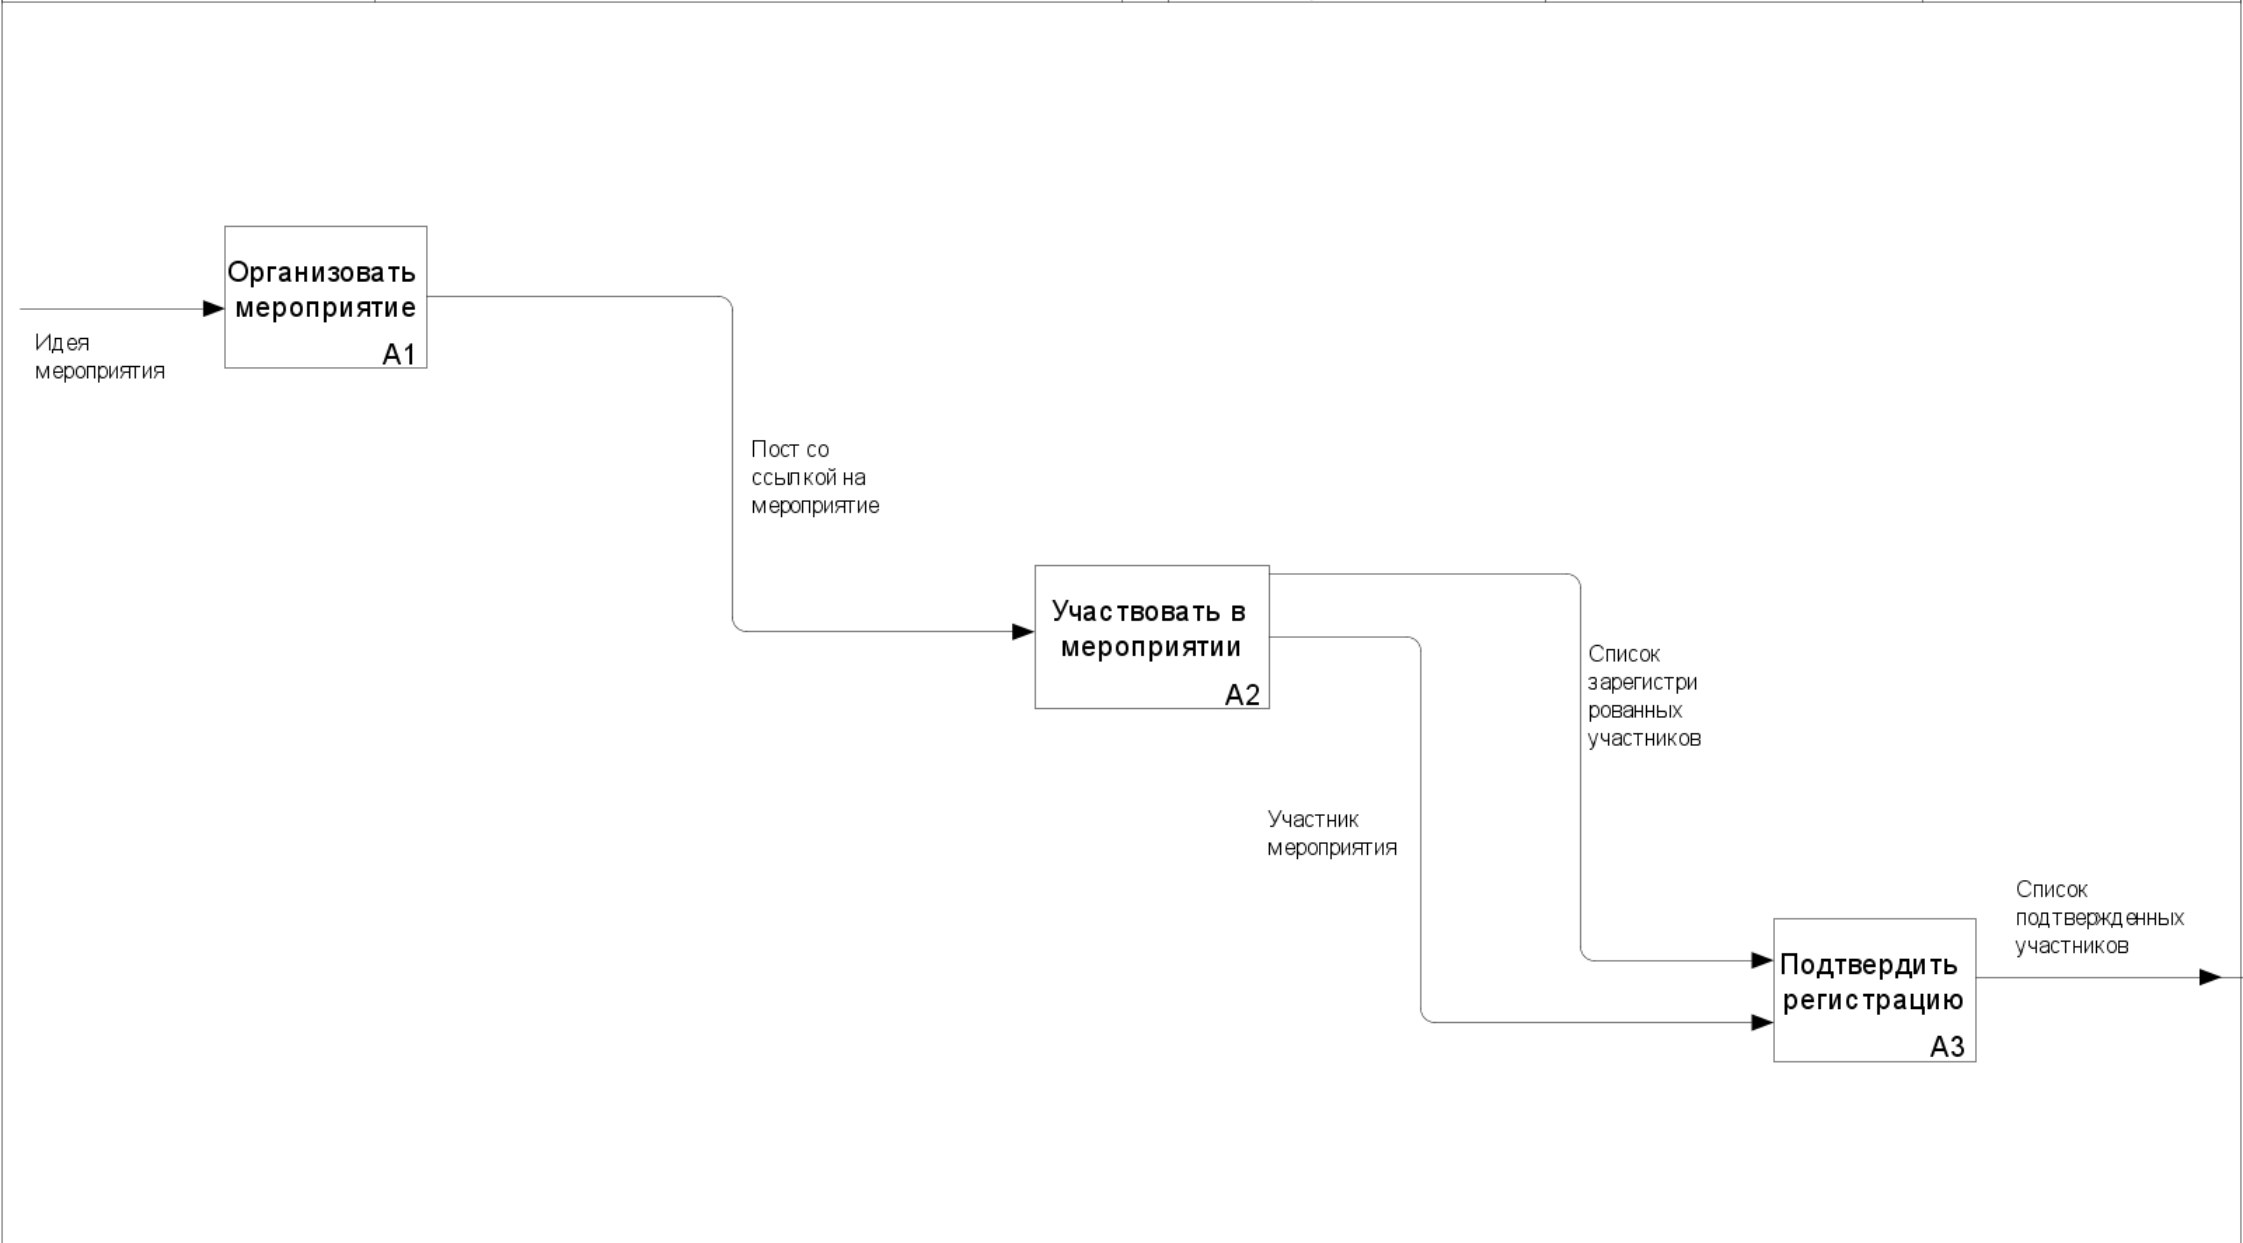 Организовать
мероприятие
A1
Идея
мероприятия
Пост со
ссылкой на
мероприятие
Участвовать в
мероприятии
A2
Список
зарегистри
рованных
участников
Участник
мероприятия
Список
подтвержденных
участников
Подтвердить
регистрацию
A3